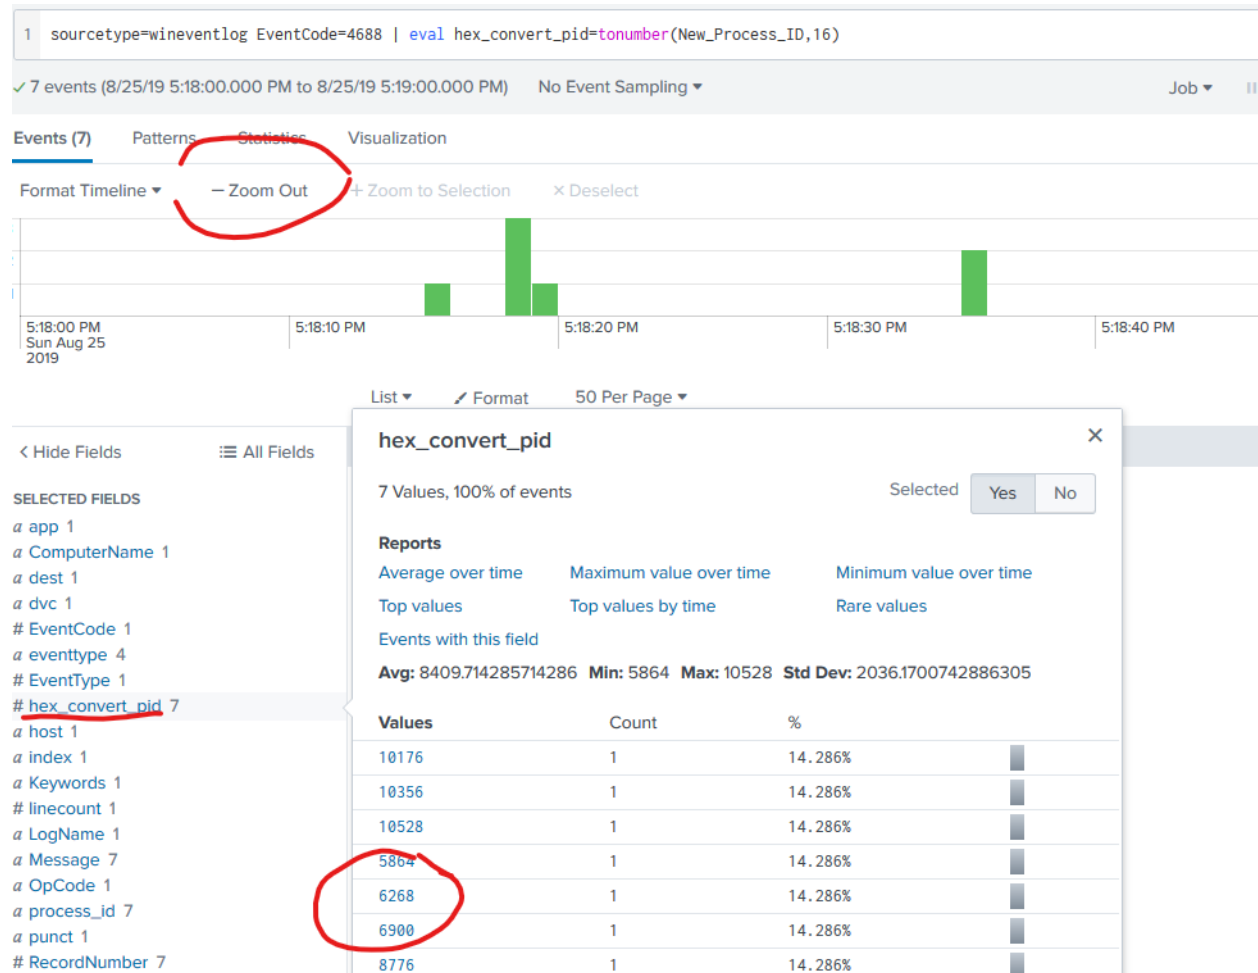 1 sourcetype=wineventlog EventCode=4688 | eval hex_convert_pid=tonumber(New_Process_ID,16)
7 events (8/25/19 5:18:00.000 PM to 8/25/19 5:19:00.000 PM) No Event Sampling Job
Events (7) Patterns Statistics Visualization
Format Timeline — Zoom Out + Zoom to Selection × Deselect
5:18:00 PM 5:18:10 PM 5:18:20 PM 5:18:30 PM 5:18:40 PM
Sun Aug 25
2019
List Format 50 Per Page
< Hide Fields All Fields
SELECTED FIELDS
a app 1
a ComputerName 1
a dest 1
a dvc 1
# EventCode 1
a eventtype 4
# EventType 1
# hex_convert_pid 7
a host 1
a index 1
a Keywords 1
# linecount 1
a LogName 1
a Message 7
a OpCode 1
a process_id 7
a punct 1
# RecordNumber 7
hex_convert_pid ×
7 Values, 100% of events Selected Yes No
Reports
Average over time Maximum value over time Minimum value over time
Top values Top values by time Rare values
Events with this field
Avg: 8409.714285714286 Min: 5864 Max: 10528 Std Dev: 2036.1700742886305
Values Count %
10176 1 14.286%
10356 1 14.286%
10528 1 14.286%
5864 1 14.286%
6268 1 14.286%
6900 1 14.286%
8776 1 14.286%